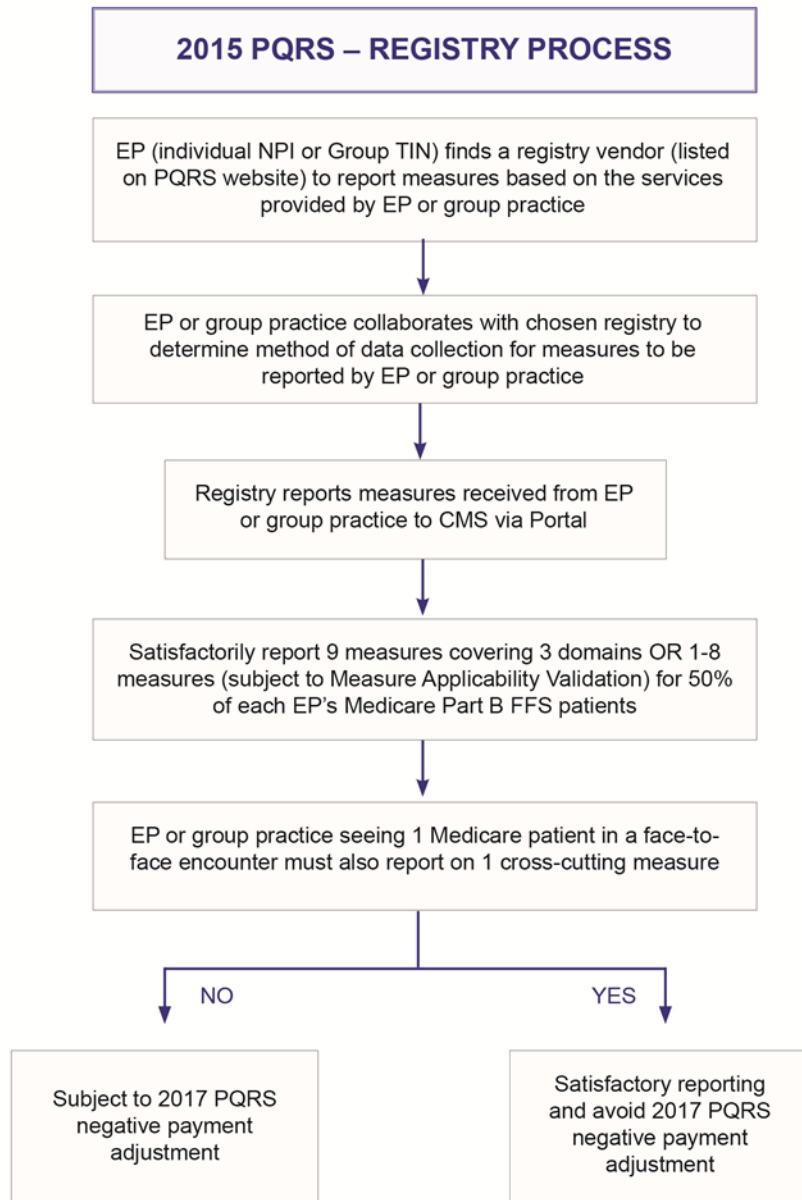 2015 PQRS – REGISTRY PROCESS
EP (individual NPI or Group TIN) finds a registry vendor (listed
on PQRS website) to report measures based on the services
provided by EP or group practice
EP or group practice collaborates with chosen registry to
determine method of data collection for measures to be
reported by EP or group practice
Registry reports measures received from EP
or group practice to CMS via Portal
Satisfactorily report 9 measures covering 3 domains OR 1-8
measures (subject to Measure Applicability Validation) for 50%
of each EP’s Medicare Part B FFS patients
EP or group practice seeing 1 Medicare patient in a face-to-
face encounter must also report on 1 cross-cutting measure
NO
YES
Subject to 2017 PQRS
negative payment
adjustment
Satisfactory reporting
and avoid 2017 PQRS
negative payment
adjustment